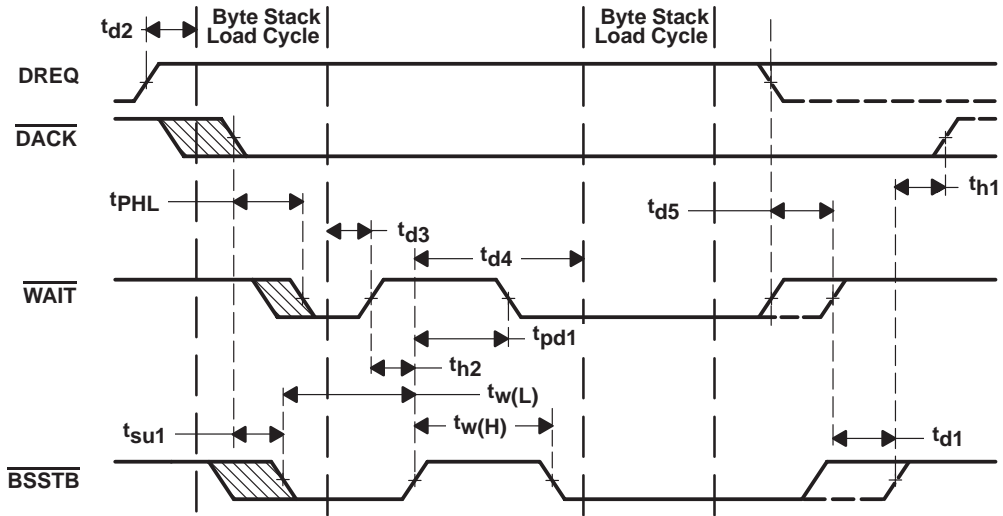 Byte Stack
Load Cycle
Byte Stack
Load Cycle
td2
DREQ
DACK
tPHL
td3
td4
td5
th1
WAIT
tpd1
th2
tw(L)
tw(H)
tsu1
td1
BSSTB